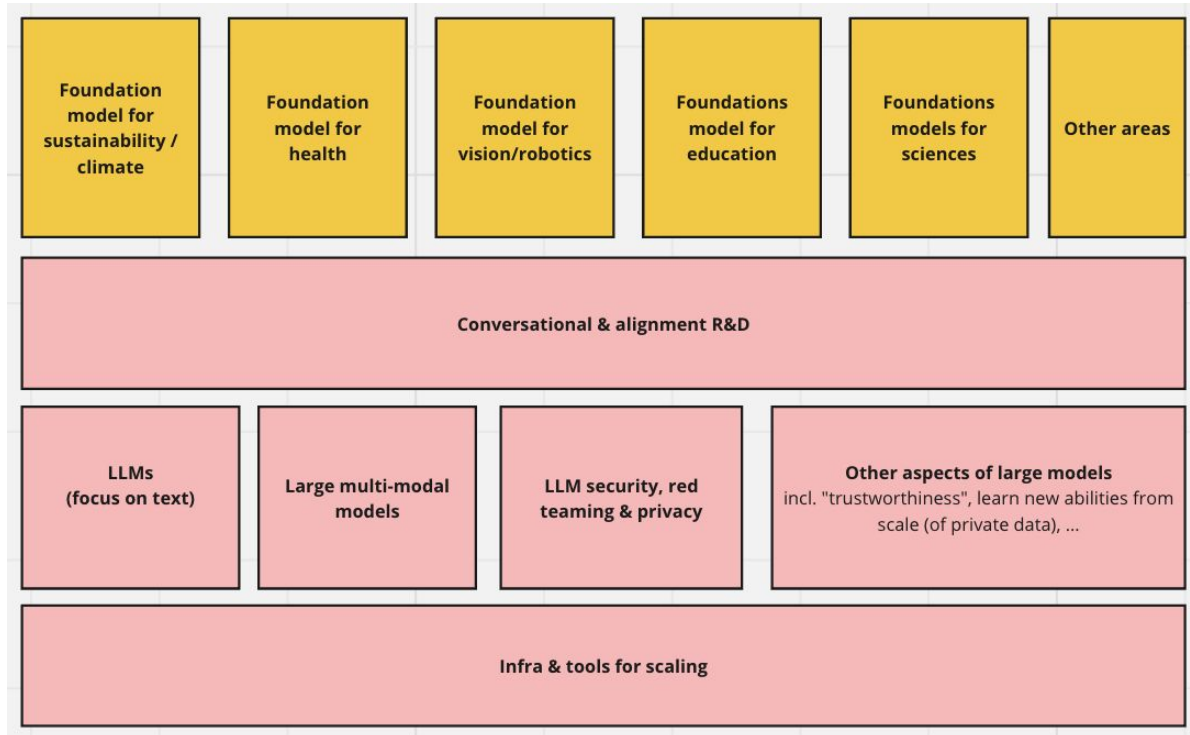 Foundation
model for
sustainability /
climate
Foundation
model for
health
Foundation
model for
vision/robotics
Foundations
model for
education
Foundations
models for
sciences
Other areas
Conversational & alignment R&D
LLMs
(focus on text)
Large multi-modal
models
LLM security, red
teaming & privacy
Other aspects of large models
incl. "trustworthiness", learn new abilities from
scale (of private data), ...
Infra & tools for scaling